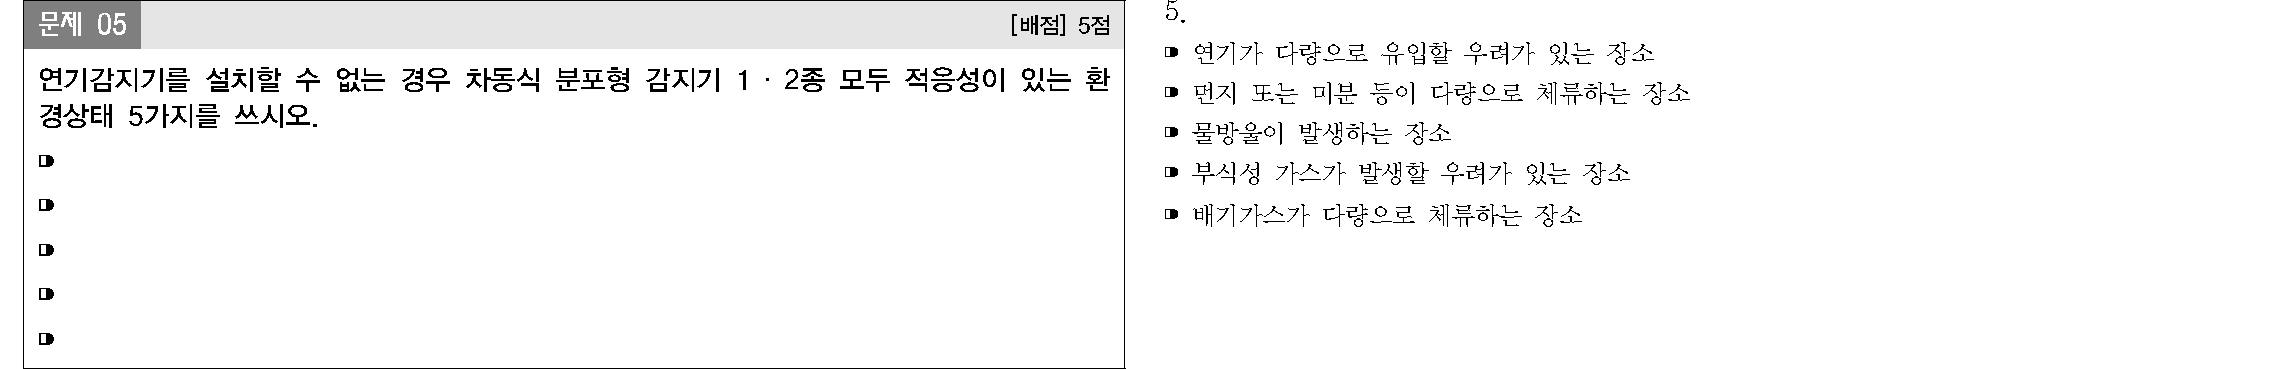 문제 05
[배점] 5점
연기감지기를 설치할 수 없는 경우 차동식 분포형 감지기 1 · 2종 모두 적응성이 있는 환
경상태 5가지를 쓰시오.
5.
연기가 다량으로 유입할 우려가 있는 장소
먼지 또는 미분 등이 다량으로 체류하는 장소
물방울이 발생하는 장소
부식성 가스가 발생할 우려가 있는 장소
배기가스가 다량으로 체류하는 장소